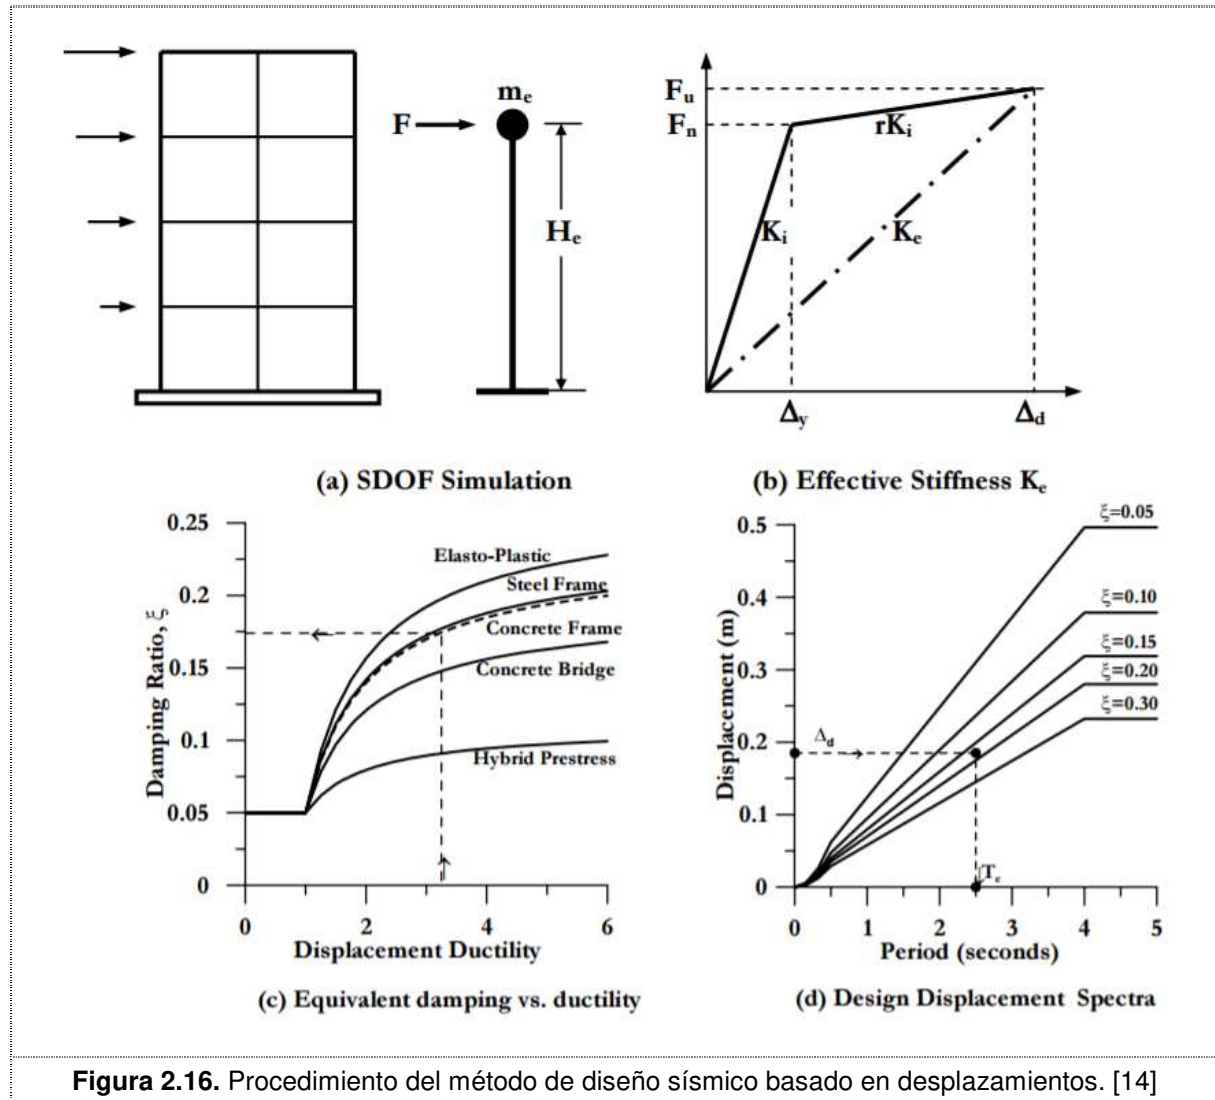 F
mₑ
Hₑ
Fᵤ
Fₙ
rKᵢ
Kᵢ
Kₑ
Δy
Δd
(a) SDOF Simulation
(b) Effective Stiffness Kₑ
0.25
0.2
0.15
0.1
0.05
0
Damping Ratio, ξ
Elasto-Plastic
Steel Frame
Concrete Frame
Concrete Bridge
Hybrid Prestress
0 2 4 6
Displacement Ductility
(c) Equivalent damping vs. ductility
0.5
0.4
0.3
0.2
0.1
0
Displacement (m)
ξ=0.05
ξ=0.10
ξ=0.15
ξ=0.20
ξ=0.30
Δd
Tₑ
0 1 2 3 4 5
Period (seconds)
(d) Design Displacement Spectra
Figura 2.16. Procedimiento del método de diseño sísmico basado en desplazamientos. [14]